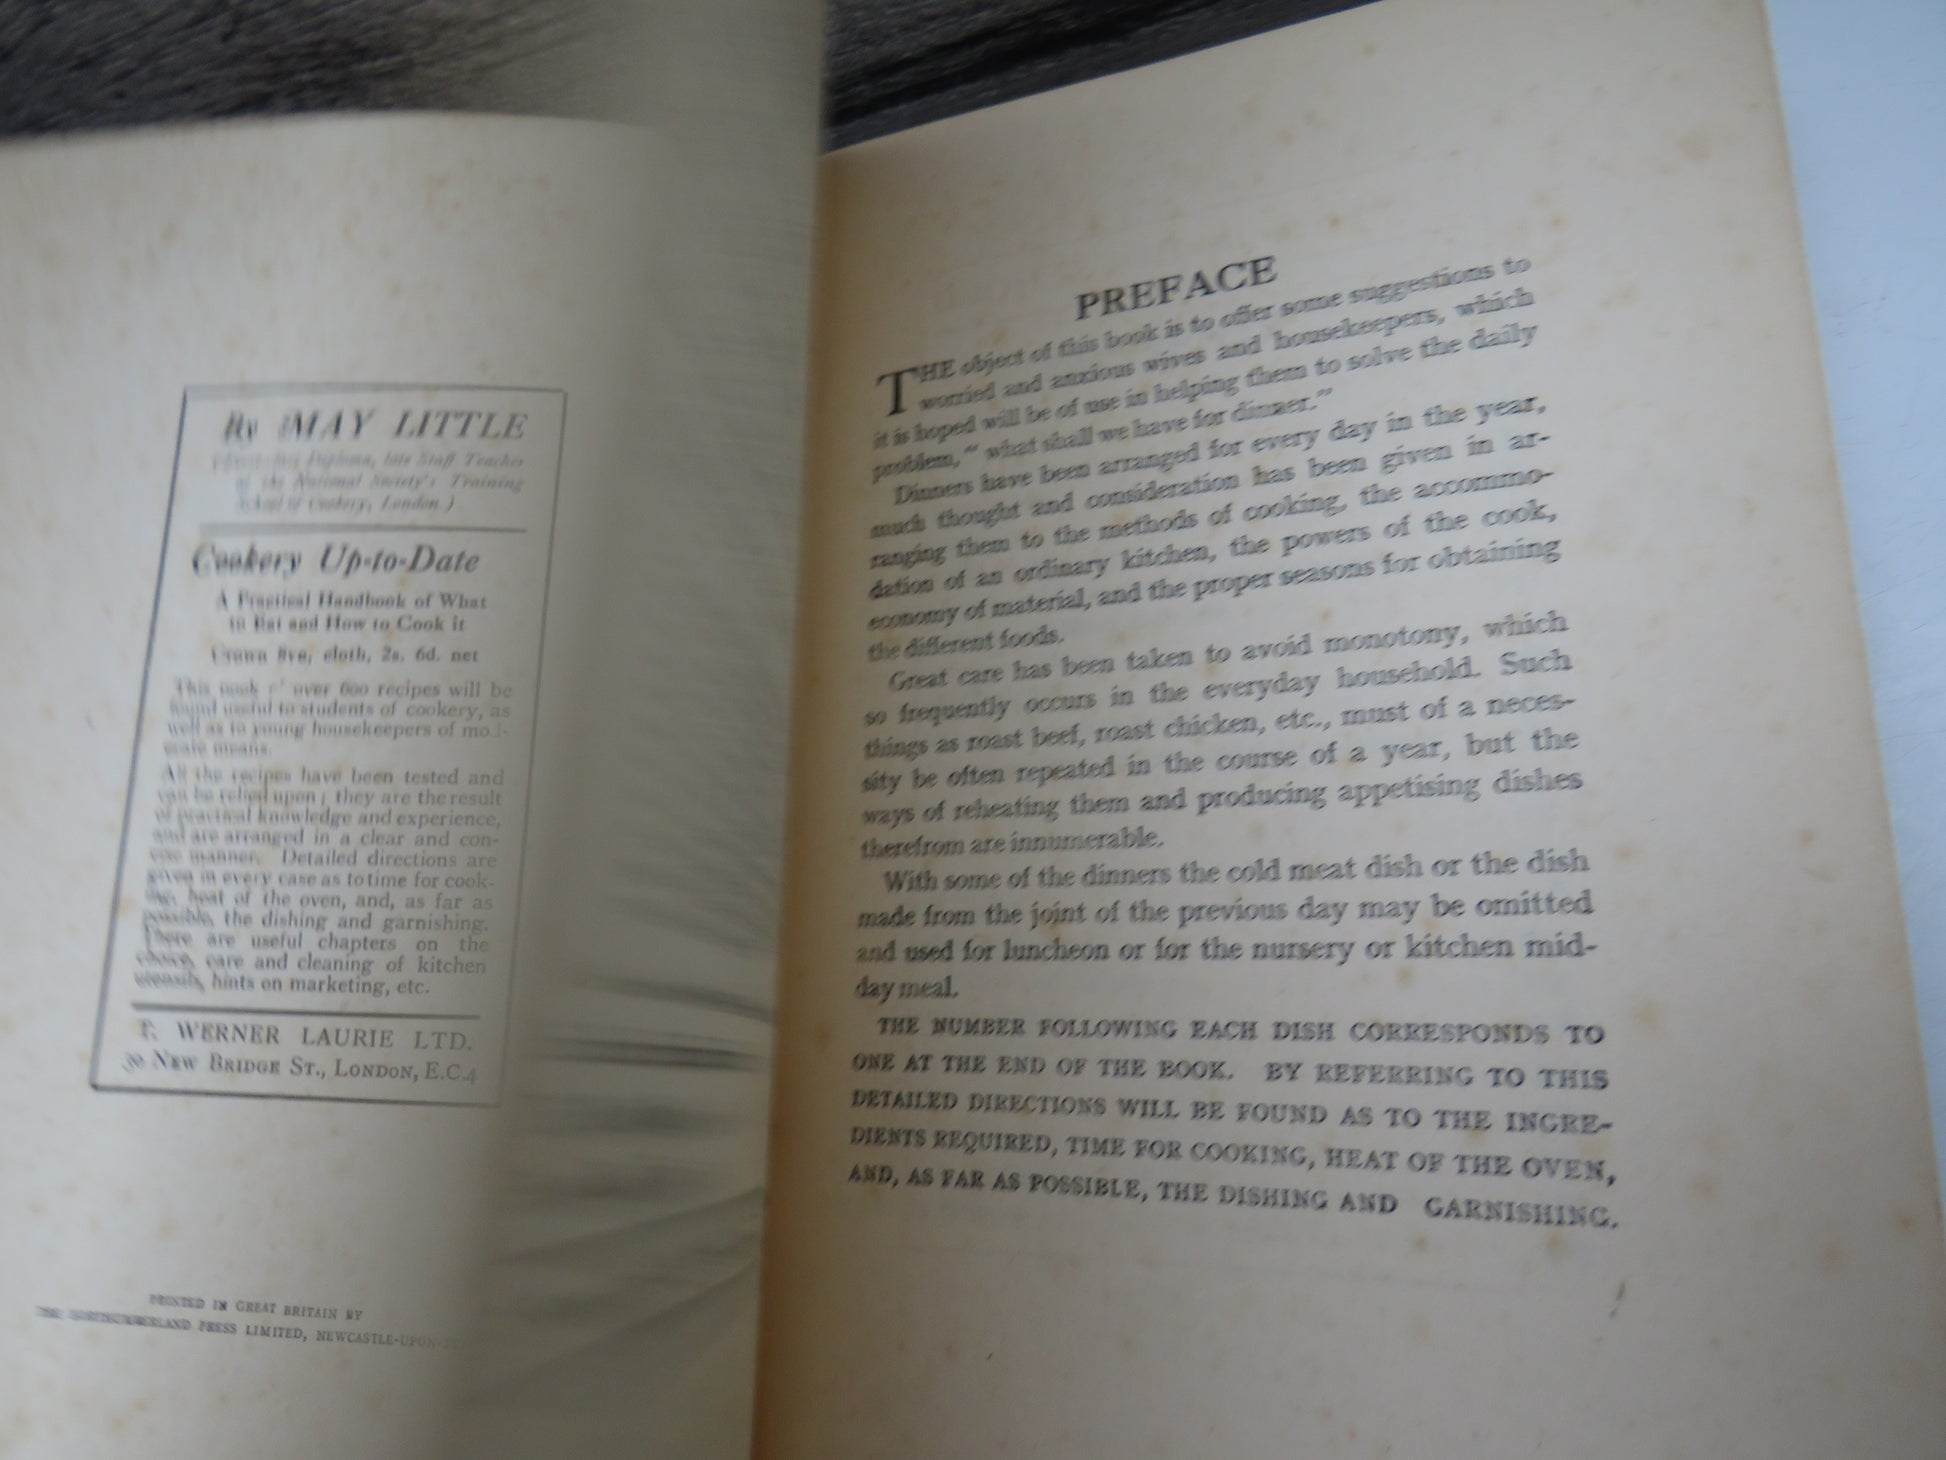 By MAY LITTLE
(First-class Diploma, late Staff Teacher
of the National Society's Training
School of Cookery, London.)
Cookery Up-to-Date
A Practical Handbook of What
to Eat and How to Cook it
Crown 8vo, cloth, 2s. 6d. net
This book of over 600 recipes will be
found useful to students of cookery, as
well as to young housekeepers of mod-
erate means.
All the recipes have been tested and
can be relied upon; they are the result
of practical knowledge and experience,
and are arranged in a clear and con-
cise manner. Detailed directions are
given in every case as to time for cook-
ing, heat of the oven, and, as far as
possible, the dishing and garnishing.
There are useful chapters on the
choice, care and cleaning of kitchen
utensils, hints on marketing, etc.
T. WERNER LAURIE LTD.
30 NEW BRIDGE ST., LONDON, E.C.4
PRINTED IN GREAT BRITAIN BY
THE NORTHUMBERLAND PRESS LIMITED, NEWCASTLE-UPON-
PREFACE
THE object of this book is to offer some suggestions to
worried and anxious wives and housekeepers, which
it is hoped will be of use in helping them to solve the daily
problem, "what shall we have for dinner."
Dinners have been arranged for every day in the year,
much thought and consideration has been given in ar-
ranging them to the methods of cooking, the accommo-
dation of an ordinary kitchen, the powers of the cook,
economy of material, and the proper seasons for obtaining
the different foods.
Great care has been taken to avoid monotony, which
so frequently occurs in the everyday household. Such
things as roast beef, roast chicken, etc., must of a neces-
sity be often repeated in the course of a year, but the
ways of reheating them and producing appetising dishes
therefrom are innumerable.
With some of the dinners the cold meat dish or the dish
made from the joint of the previous day may be omitted
and used for luncheon or for the nursery or kitchen mid-
day meal.
THE NUMBER FOLLOWING EACH DISH CORRESPONDS TO
ONE AT THE END OF THE BOOK. BY REFERRING TO THIS
DETAILED DIRECTIONS WILL BE FOUND AS TO THE INGRE-
DIENTS REQUIRED, TIME FOR COOKING, HEAT OF THE OVEN,
AND, AS FAR AS POSSIBLE, THE DISHING AND GARNISHING.